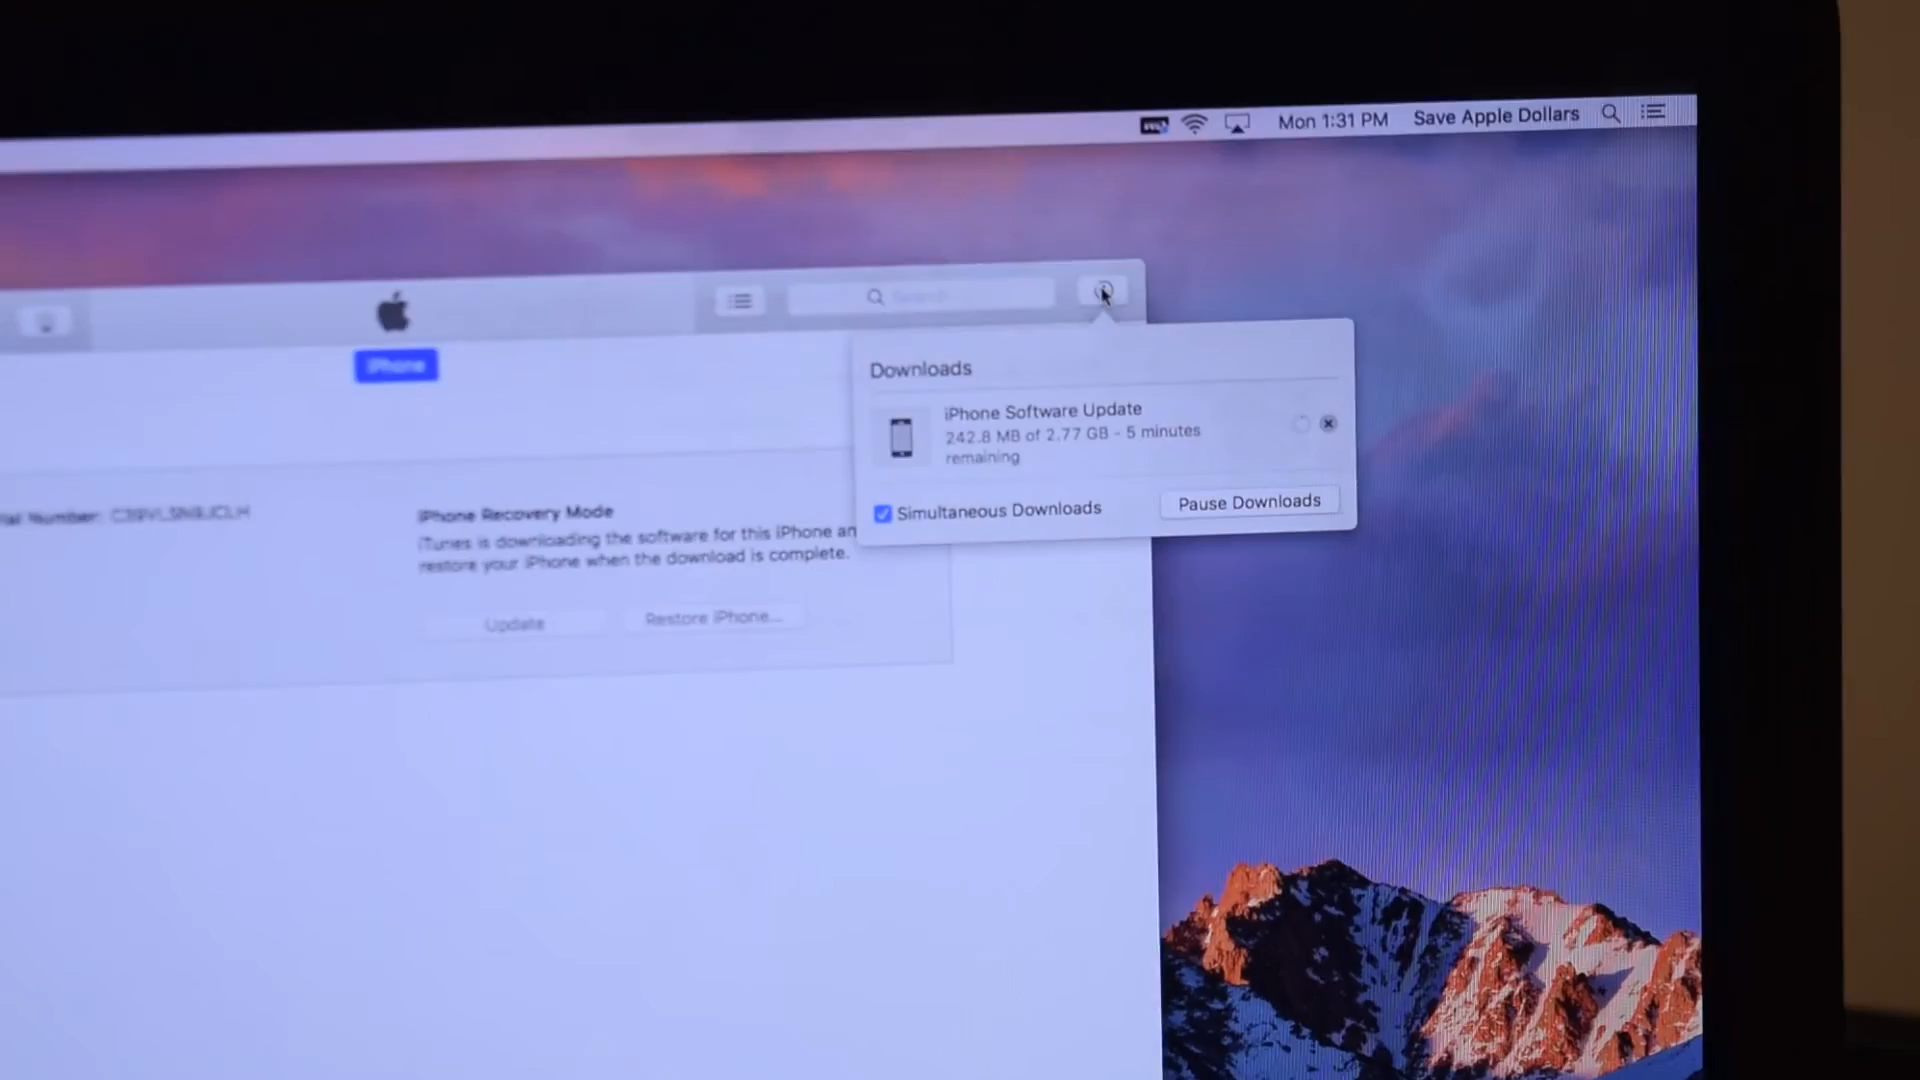 Mon 1:31 PM Save Apple Dollars
Search
iPhone
Downloads
iPhone Software Update
242.8 MB of 2.77 GB - 5 minutes
remaining
Simultaneous Downloads Pause Downloads
Number:
iPhone Recovery Mode
iTunes is downloading the software for this iPhone an
restore your iPhone when the download is complete.
Update Restore iPhone...